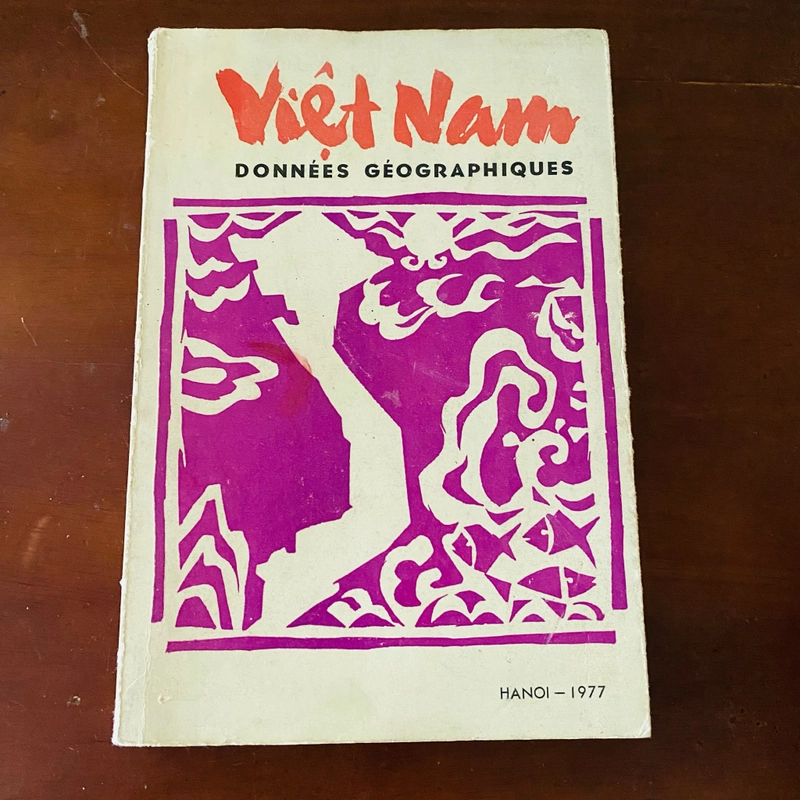 Việt Nam
DONNÉES GÉOGRAPHIQUES
HANOI – 1977